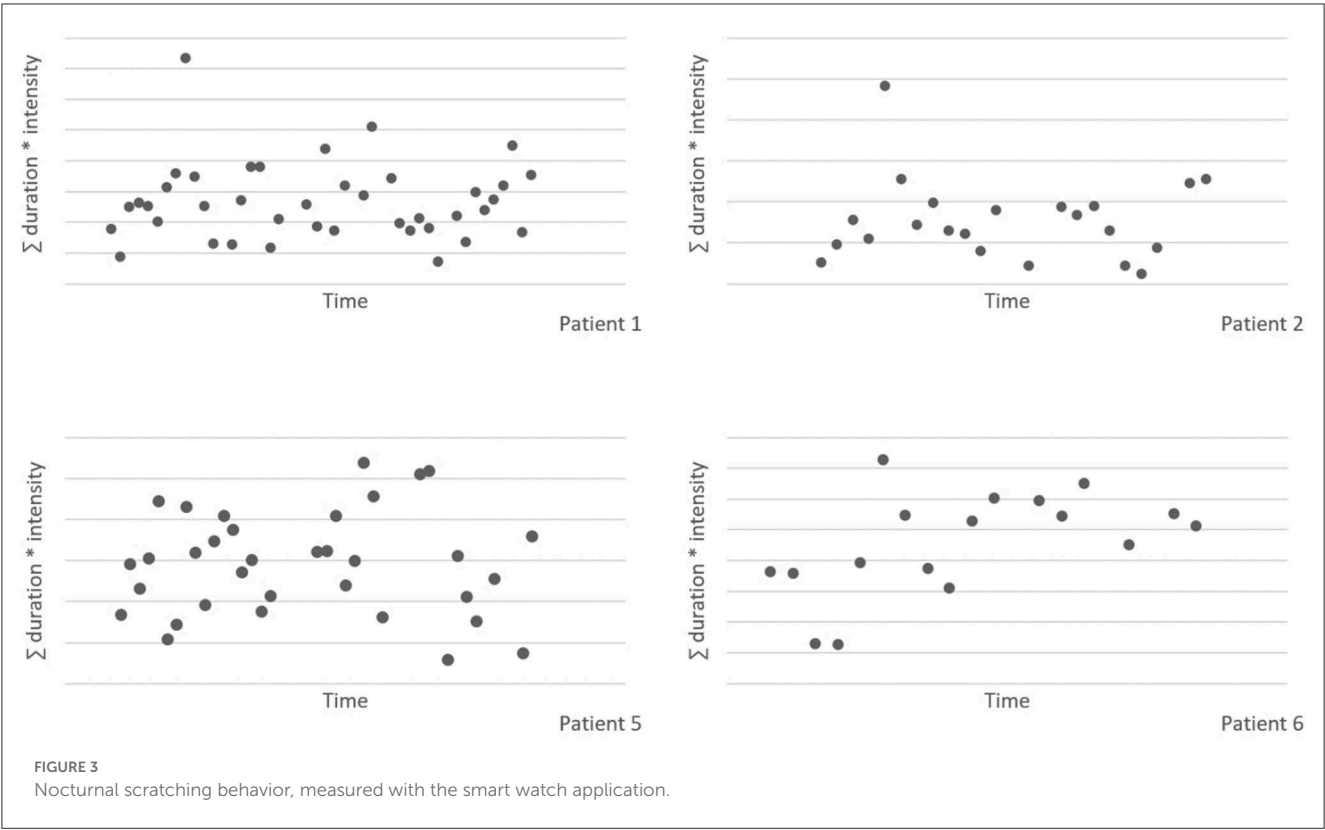 ∑ duration * intensity
Time
Patient 1
∑ duration * intensity
Time
Patient 2
∑ duration * intensity
Time
Patient 5
∑ duration * intensity
Time
Patient 6
FIGURE 3
Nocturnal scratching behavior, measured with the smart watch application.